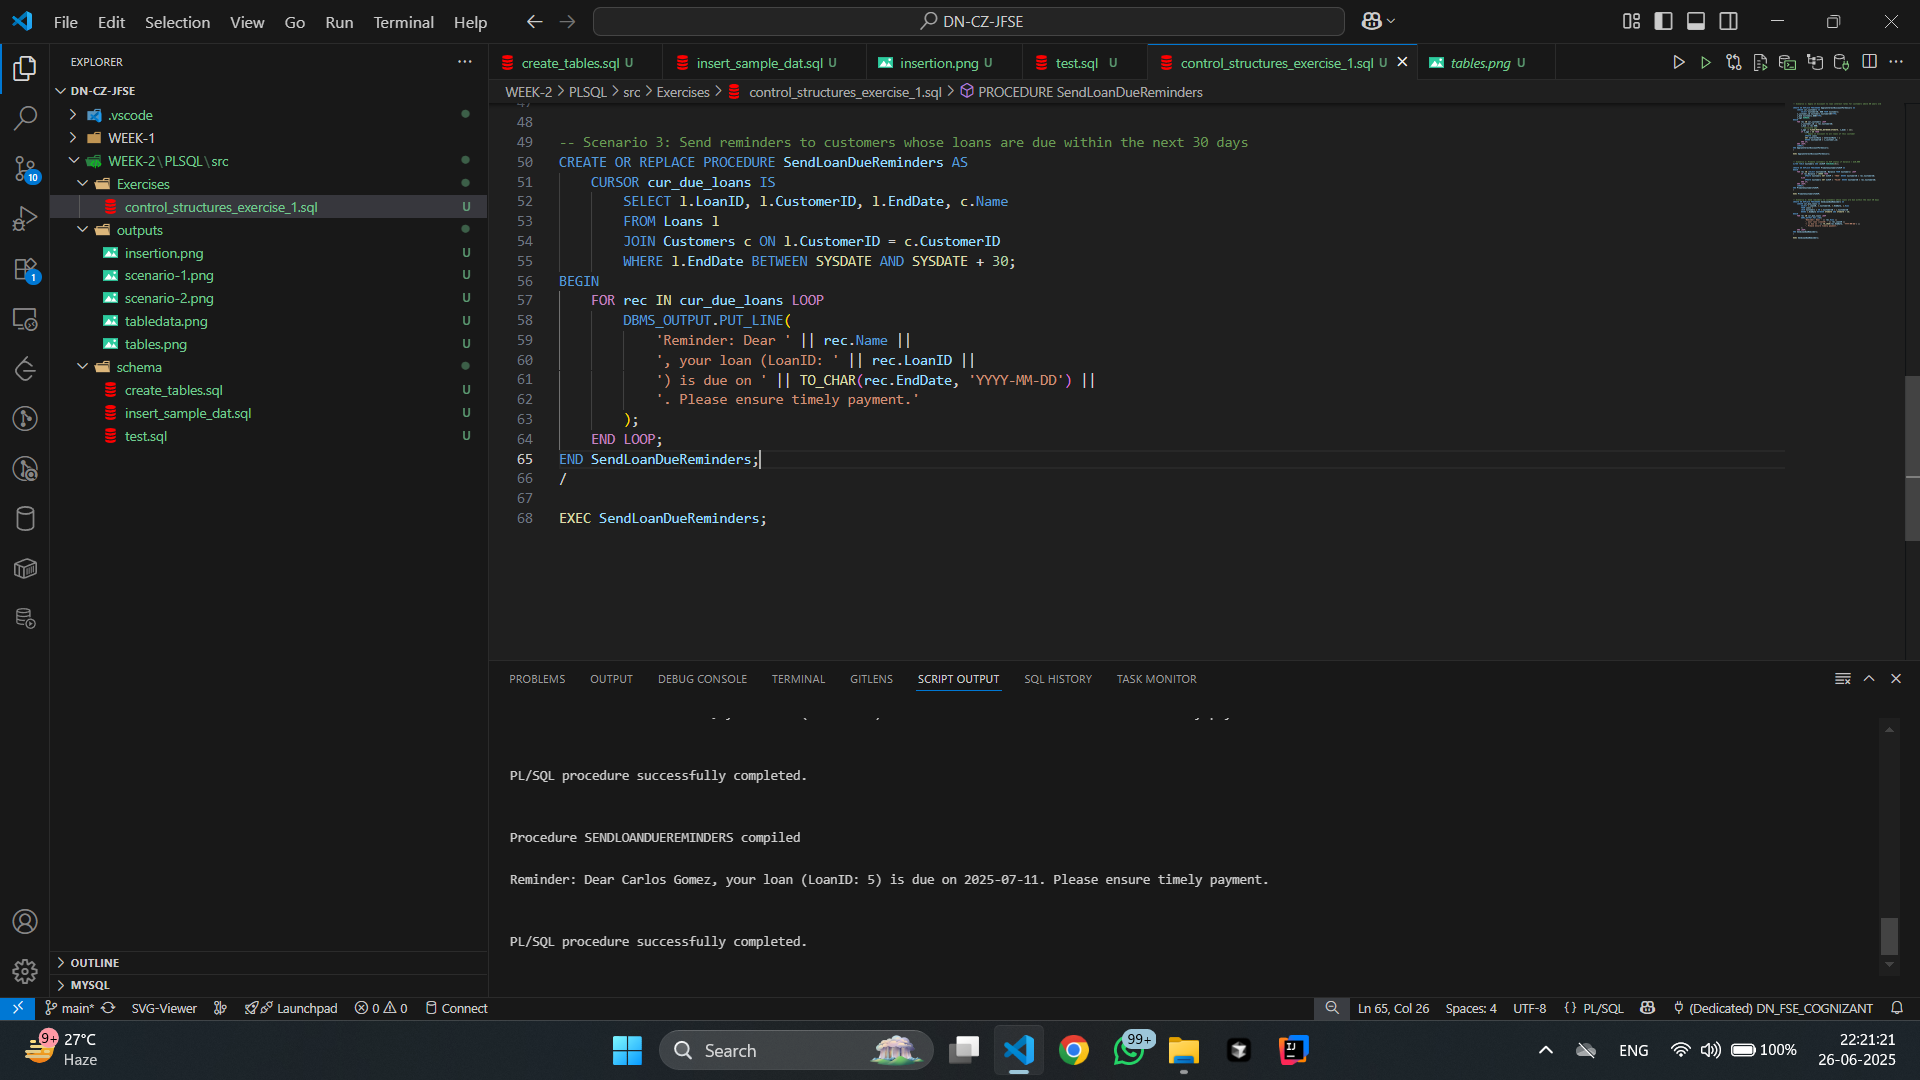 File Edit Selection View Go Run Terminal Help
DN-CZ-JFSE
EXPLORER
DN-CZ-JFSE
.vscode
WEEK-1
WEEK-2\PLSQL\src
Exercises
control_structures_exercise_1.sql U
outputs
insertion.png U
scenario-1.png U
scenario-2.png U
tabledata.png U
tables.png U
schema
create_tables.sql U
insert_sample_dat.sql U
test.sql U
OUTLINE
MYSQL
10
1
create_tables.sql U insert_sample_dat.sql U insertion.png U test.sql U control_structures_exercise_1.sql U tables.png U
WEEK-2 > PLSQL > src > Exercises > control_structures_exercise_1.sql > PROCEDURE SendLoanDueReminders
47
48
49 -- Scenario 3: Send reminders to customers whose loans are due within the next 30 days
50 CREATE OR REPLACE PROCEDURE SendLoanDueReminders AS
51 CURSOR cur_due_loans IS
52 SELECT l.LoanID, l.CustomerID, l.EndDate, c.Name
53 FROM Loans l
54 JOIN Customers c ON l.CustomerID = c.CustomerID
55 WHERE l.EndDate BETWEEN SYSDATE AND SYSDATE + 30;
56 BEGIN
57 FOR rec IN cur_due_loans LOOP
58 DBMS_OUTPUT.PUT_LINE(
59 'Reminder: Dear ' || rec.Name ||
60 ', your loan (LoanID: ' || rec.LoanID ||
61 ') is due on ' || TO_CHAR(rec.EndDate, 'YYYY-MM-DD') ||
62 '. Please ensure timely payment.'
63 );
64 END LOOP;
65 END SendLoanDueReminders;
66 /
67
68 EXEC SendLoanDueReminders;
PROBLEMS OUTPUT DEBUG CONSOLE TERMINAL GITLENS SCRIPT OUTPUT SQL HISTORY TASK MONITOR
PL/SQL procedure successfully completed.
Procedure SENDLOANDUEREMINDERS compiled
Reminder: Dear Carlos Gomez, your loan (LoanID: 5) is due on 2025-07-11. Please ensure timely payment.
PL/SQL procedure successfully completed.
main* SVG-Viewer Launchpad 0 0 Connect Ln 65, Col 26 Spaces: 4 UTF-8 {} PL/SQL (Dedicated) DN_FSE_COGNIZANT
9+ 27°C
Haze
Search
99+
ENG
100%
22:21:21
26-06-2025